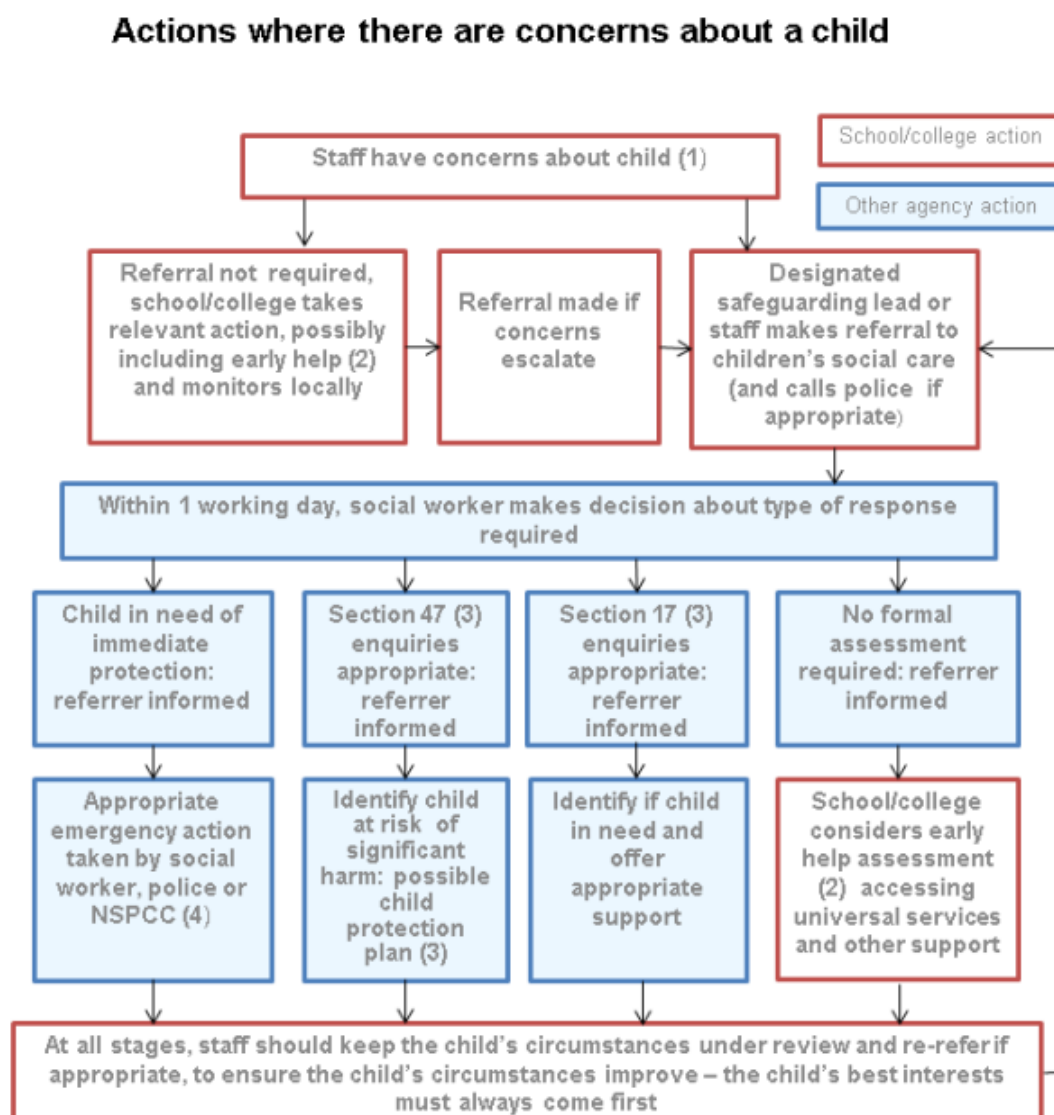 Actions where there are concerns about a child
School/college action
Staff have concerns about child (1)
Other agency action
Referral not required,
school/college takes
relevant action, possibly
including early help (2)
and monitors locally
Referral made if
concerns
escalate
Designated
safeguarding lead or
staff makes referral to
children's social care
(and calls police if
appropriate)
Within 1 working day, social worker makes decision about type of response
required
Child in need of
immediate
protection:
referrer informed
Section 47 (3)
enquiries
appropriate:
referrer
informed
Section 17 (3)
enquiries
appropriate:
referrer
informed
No formal
assessment
required: referrer
informed
Appropriate
emergency action
taken by social
worker, police or
NSPCC (4)
Identify child
at risk of
significant
harm: possible
child
protection
plan (3)
Identify if child
in need and
offer
appropriate
support
School/college
considers early
help assessment
(2) accessing
universal services
and other support
At all stages, staff should keep the child's circumstances under review and re-refer if
appropriate, to ensure the child's circumstances improve – the child's best interests
must always come first